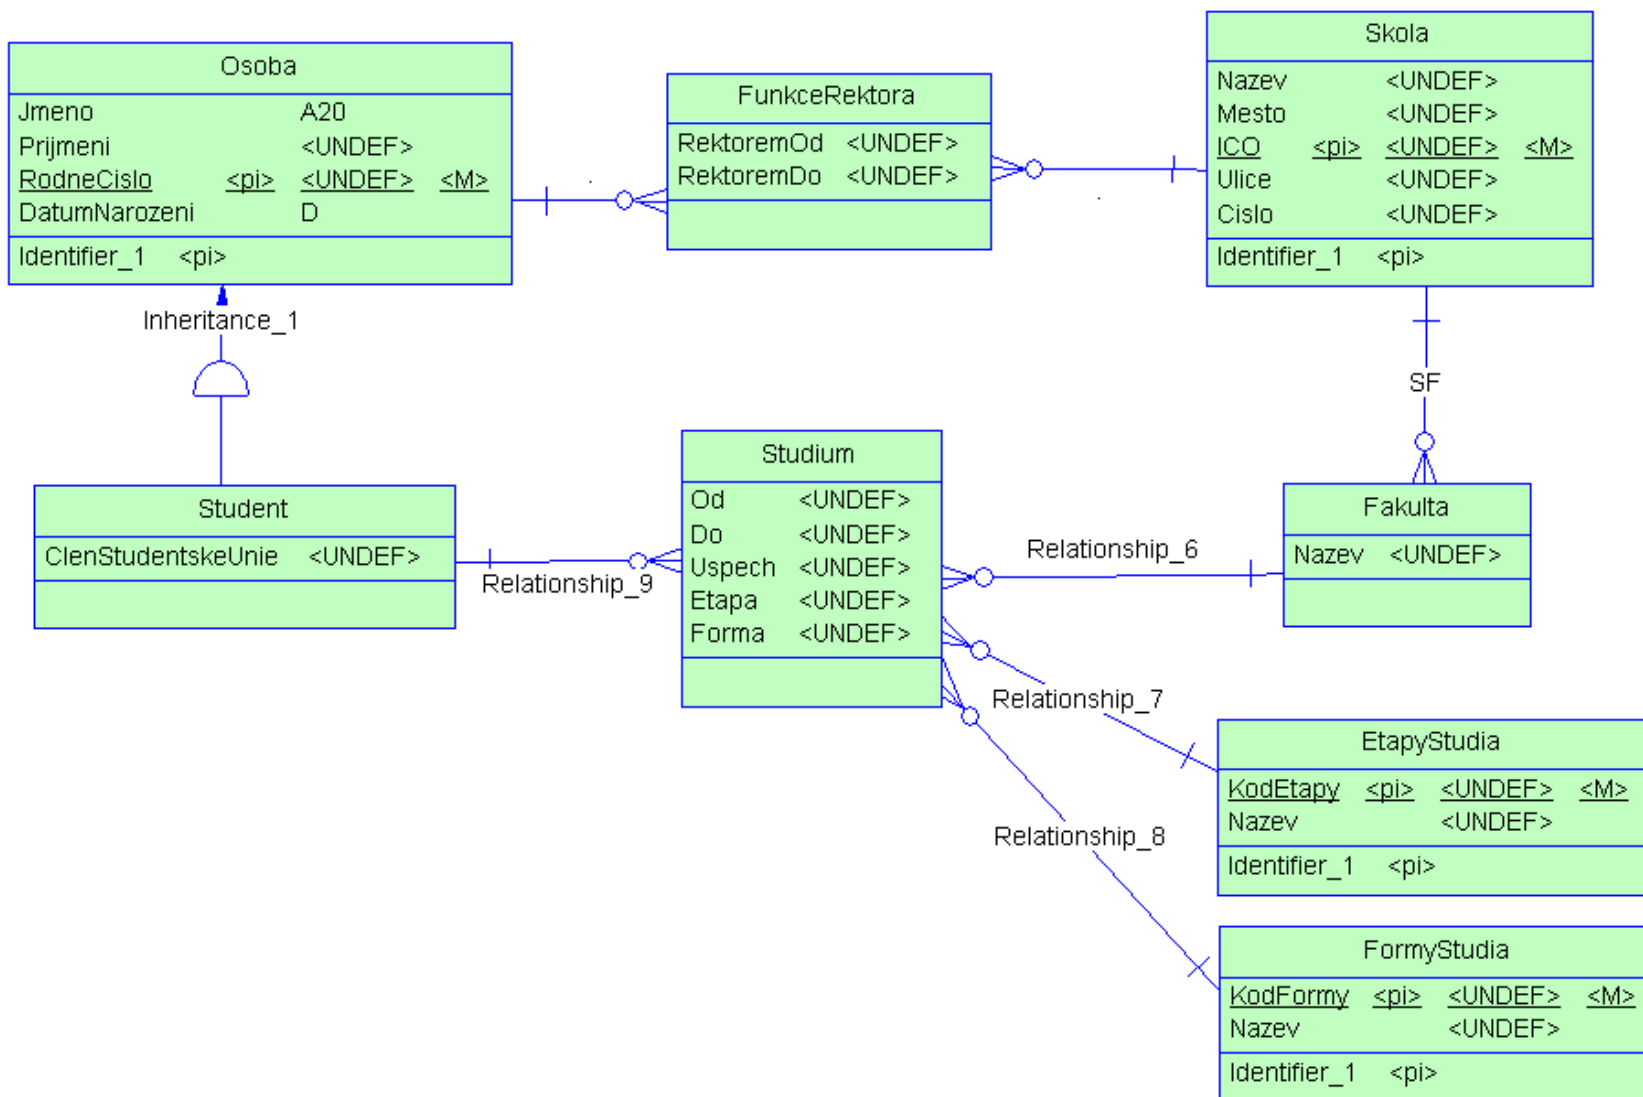 Osoba
Jmeno A20
Prijmeni <UNDEF>
RodneCislo <pi> <UNDEF> <M>
DatumNarozeni D
Identifier_1 <pi>
FunkceRektora
RektoremOd <UNDEF>
RektoremDo <UNDEF>
Skola
Nazev <UNDEF>
Mesto <UNDEF>
ICO <pi> <UNDEF> <M>
Ulice <UNDEF>
Cislo <UNDEF>
Identifier_1 <pi>
Inheritance_1
SF
Student
ClenStudentskeUnie <UNDEF>
Relationship_9
Studium
Od <UNDEF>
Do <UNDEF>
Uspech <UNDEF>
Etapa <UNDEF>
Forma <UNDEF>
Relationship_6
Fakulta
Nazev <UNDEF>
Relationship_7
EtapyStudia
KodEtapy <pi> <UNDEF> <M>
Nazev <UNDEF>
Identifier_1 <pi>
Relationship_8
FormyStudia
KodFormy <pi> <UNDEF> <M>
Nazev <UNDEF>
Identifier_1 <pi>